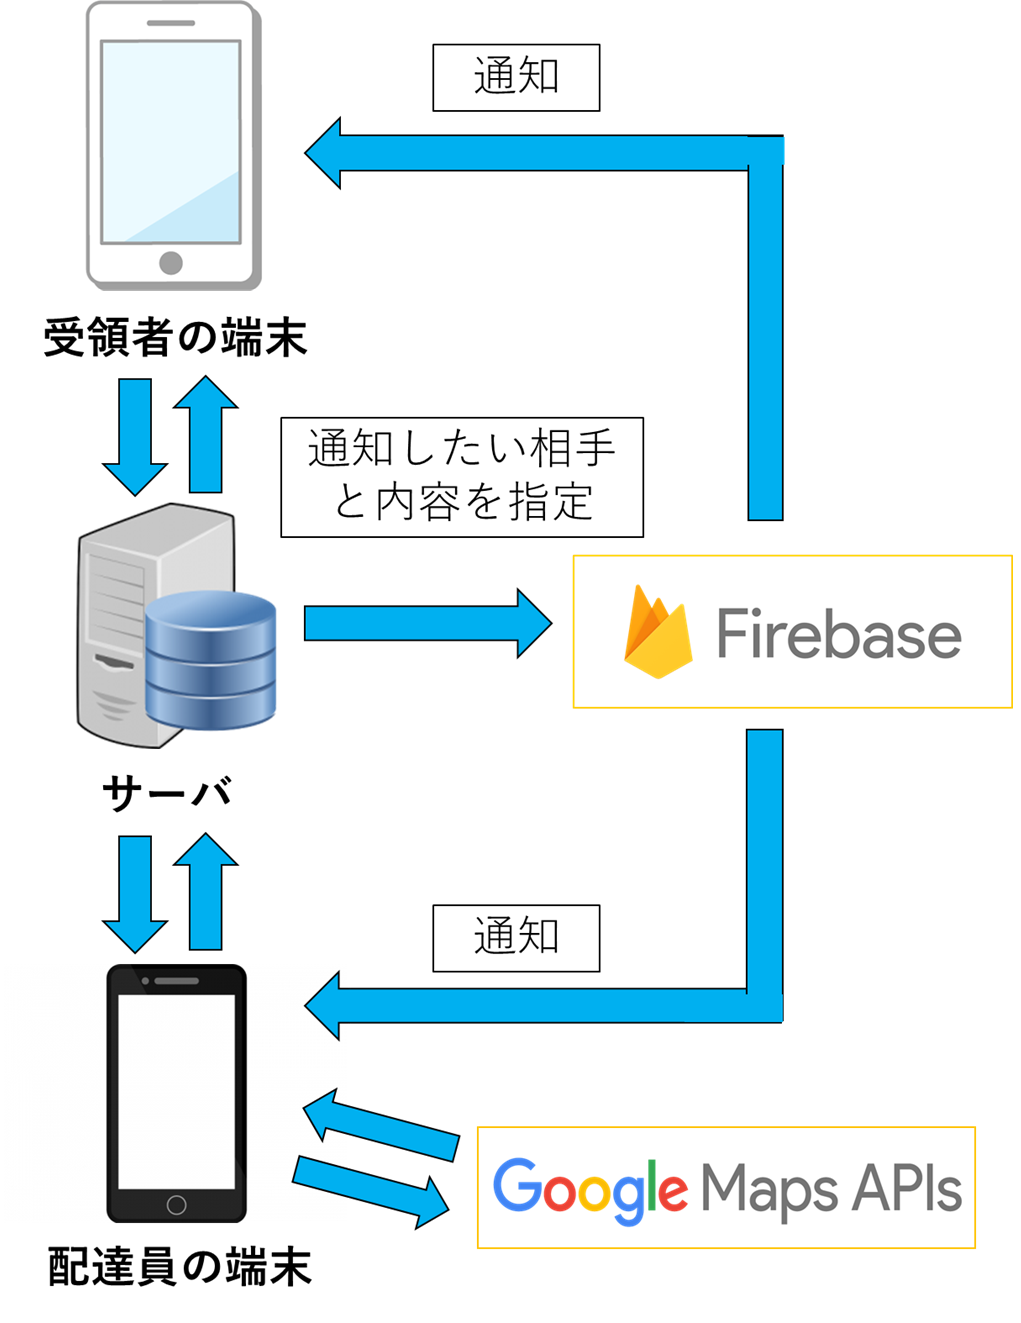 通知
受領者の端末
通知したい相手
と内容を指定
Firebase
サーバ
通知
Google Maps APIs
配達員の端末